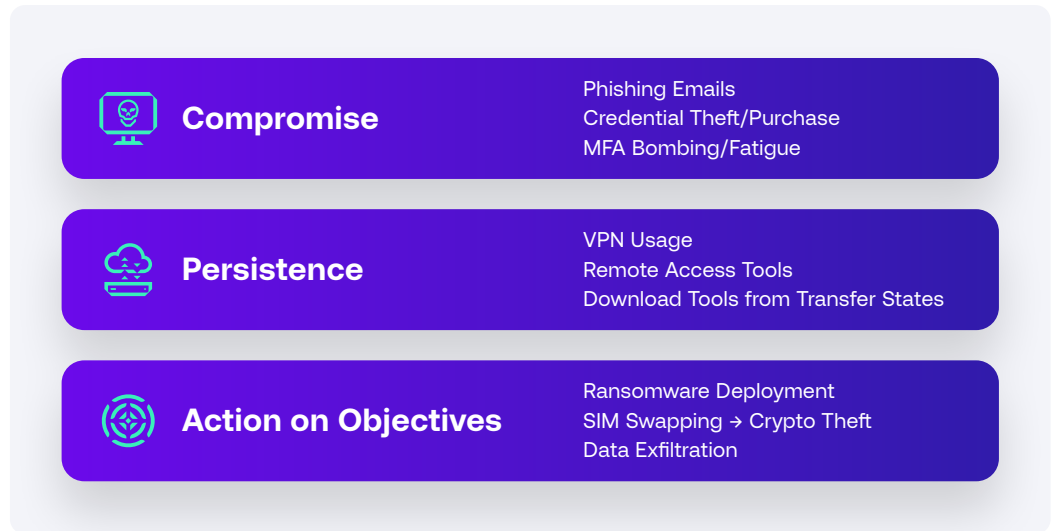 Compromise
Phishing Emails
Credential Theft/Purchase
MFA Bombing/Fatigue
Persistence
VPN Usage
Remote Access Tools
Download Tools from Transfer States
Action on Objectives
Ransomware Deployment
SIM Swapping → Crypto Theft
Data Exfiltration